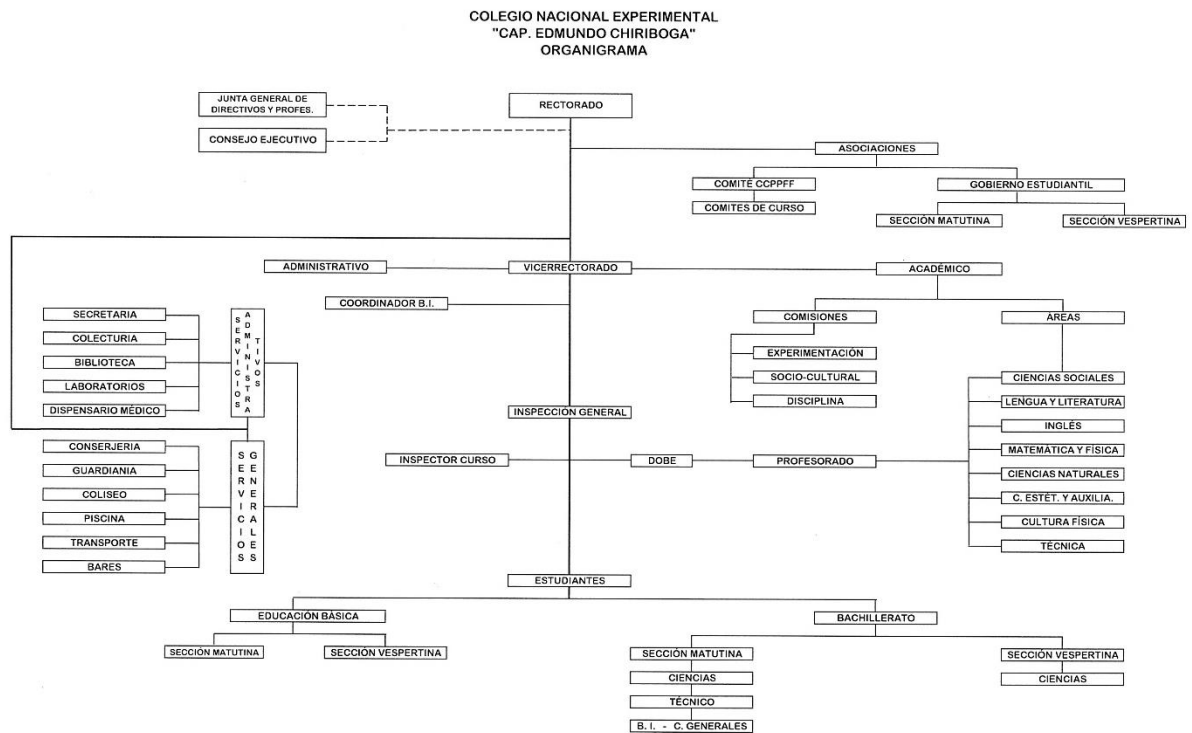 COLEGIO NACIONAL EXPERIMENTAL
"CAP. EDMUNDO CHIRIBOGA"
ORGANIGRAMA
JUNTA GENERAL DE
DIRECTIVOS Y PROFES.
RECTORADO
CONSEJO EJECUTIVO
ASOCIACIONES
COMITÉ CCPPFF
GOBIERNO ESTUDIANTIL
COMITES DE CURSO
SECCIÓN MATUTINA
SECCIÓN VESPERTINA
ADMINISTRATIVO
VICERRECTORADO
ACADÉMICO
COORDINADOR B.I.
SECRETARIA
COLECTURIA
BIBLIOTECA
LABORATORIOS
DISPENSARIO MÉDICO
SERVICIOS
ADMINISTRA
TIVOS
COMISIONES
EXPERIMENTACIÓN
SOCIO-CULTURAL
DISCIPLINA
ÁREAS
CIENCIAS SOCIALES
LENGUA Y LITERATURA
INGLÉS
MATEMÁTICA Y FÍSICA
CIENCIAS NATURALES
C. ESTÉT. Y AUXILIA.
CULTURA FÍSICA
TÉCNICA
INSPECCIÓN GENERAL
CONSERJERIA
GUARDIANIA
COLISEO
PISCINA
TRANSPORTE
BARES
SERVICIOS
GENERALES
INSPECTOR CURSO
DOBE
PROFESORADO
ESTUDIANTES
EDUCACIÓN BÀSICA
SECCIÓN MATUTINA
SECCIÓN VESPERTINA
BACHILLERATO
SECCIÓN MATUTINA
CIENCIAS
TÉCNICO
B. I. - C. GENERALES
SECCIÓN VESPERTINA
CIENCIAS